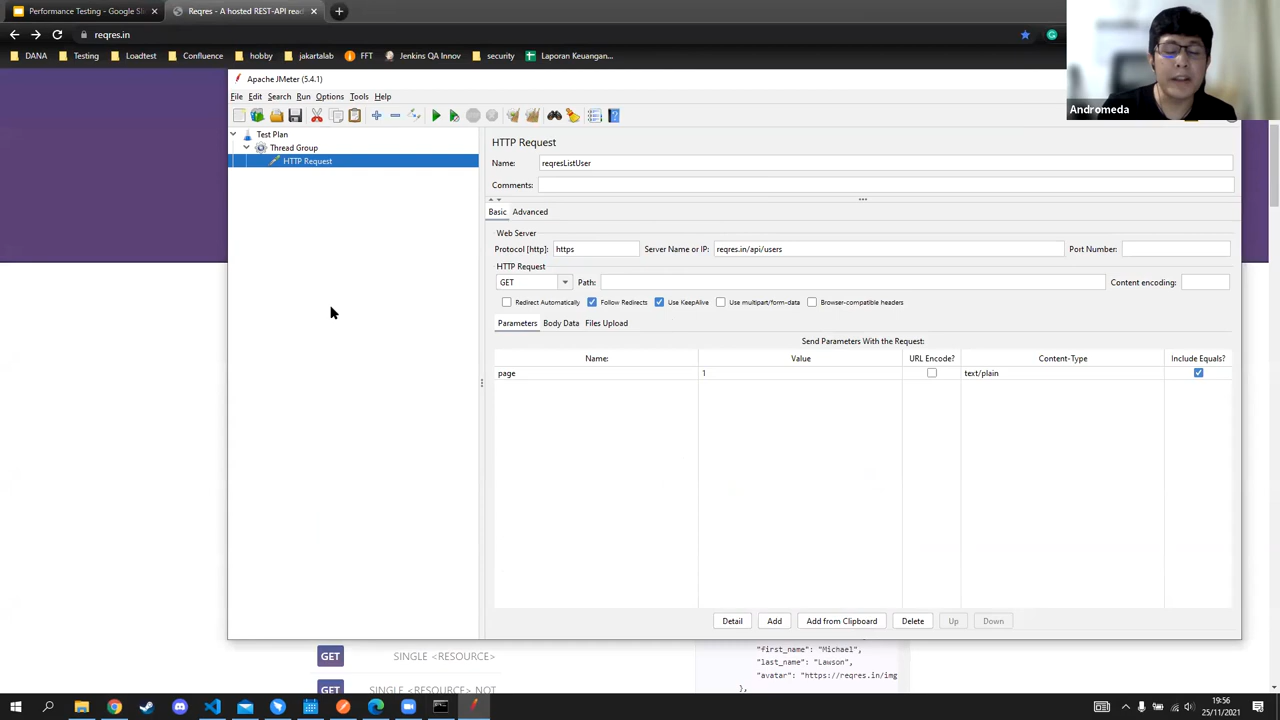 Performance Testing - Google Slid
Reqres - A hosted REST-API read
reqres.in
DANA
Testing
Loadtest
Confluence
hobby
jakartalab
FFT
Jenkins QA Innov
security
Laporan Keuangan...
Andromeda
Apache JMeter (5.4.1)
File Edit Search Run Options Tools Help
Test Plan
Thread Group
HTTP Request
HTTP Request
Name: reqresListUser
Comments:
Basic Advanced
Web Server
Protocol [http]: https Server Name or IP: reqres.in/api/users Port Number:
HTTP Request
GET Path: Content encoding:
Redirect Automatically Follow Redirects Use KeepAlive Use multipart/form-data Browser-compatible headers
Parameters Body Data Files Upload
Send Parameters With the Request:
Name: Value URL Encode? Content-Type Include Equals?
page 1 text/plain
Detail Add Add from Clipboard Delete Up Down
GET SINGLE <RESOURCE>
GET SINGLE <RESOURCE> NOT
"first_name": "Michael",
"last_name": "Lawson",
"avatar": "https://reqres.in/img
},
19:56
25/11/2021